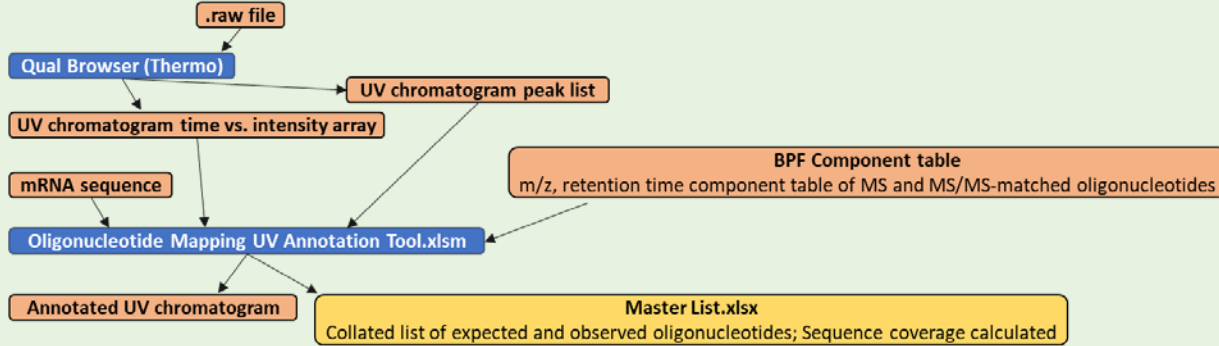 .raw file
Qual Browser (Thermo)
UV chromatogram peak list
UV chromatogram time vs. intensity array
BPF Component table
m/z, retention time component table of MS and MS/MS-matched oligonucleotides
mRNA sequence
Oligonucleotide Mapping UV Annotation Tool.xlsm
Annotated UV chromatogram
Master List.xlsx
Collated list of expected and observed oligonucleotides; Sequence coverage calculated